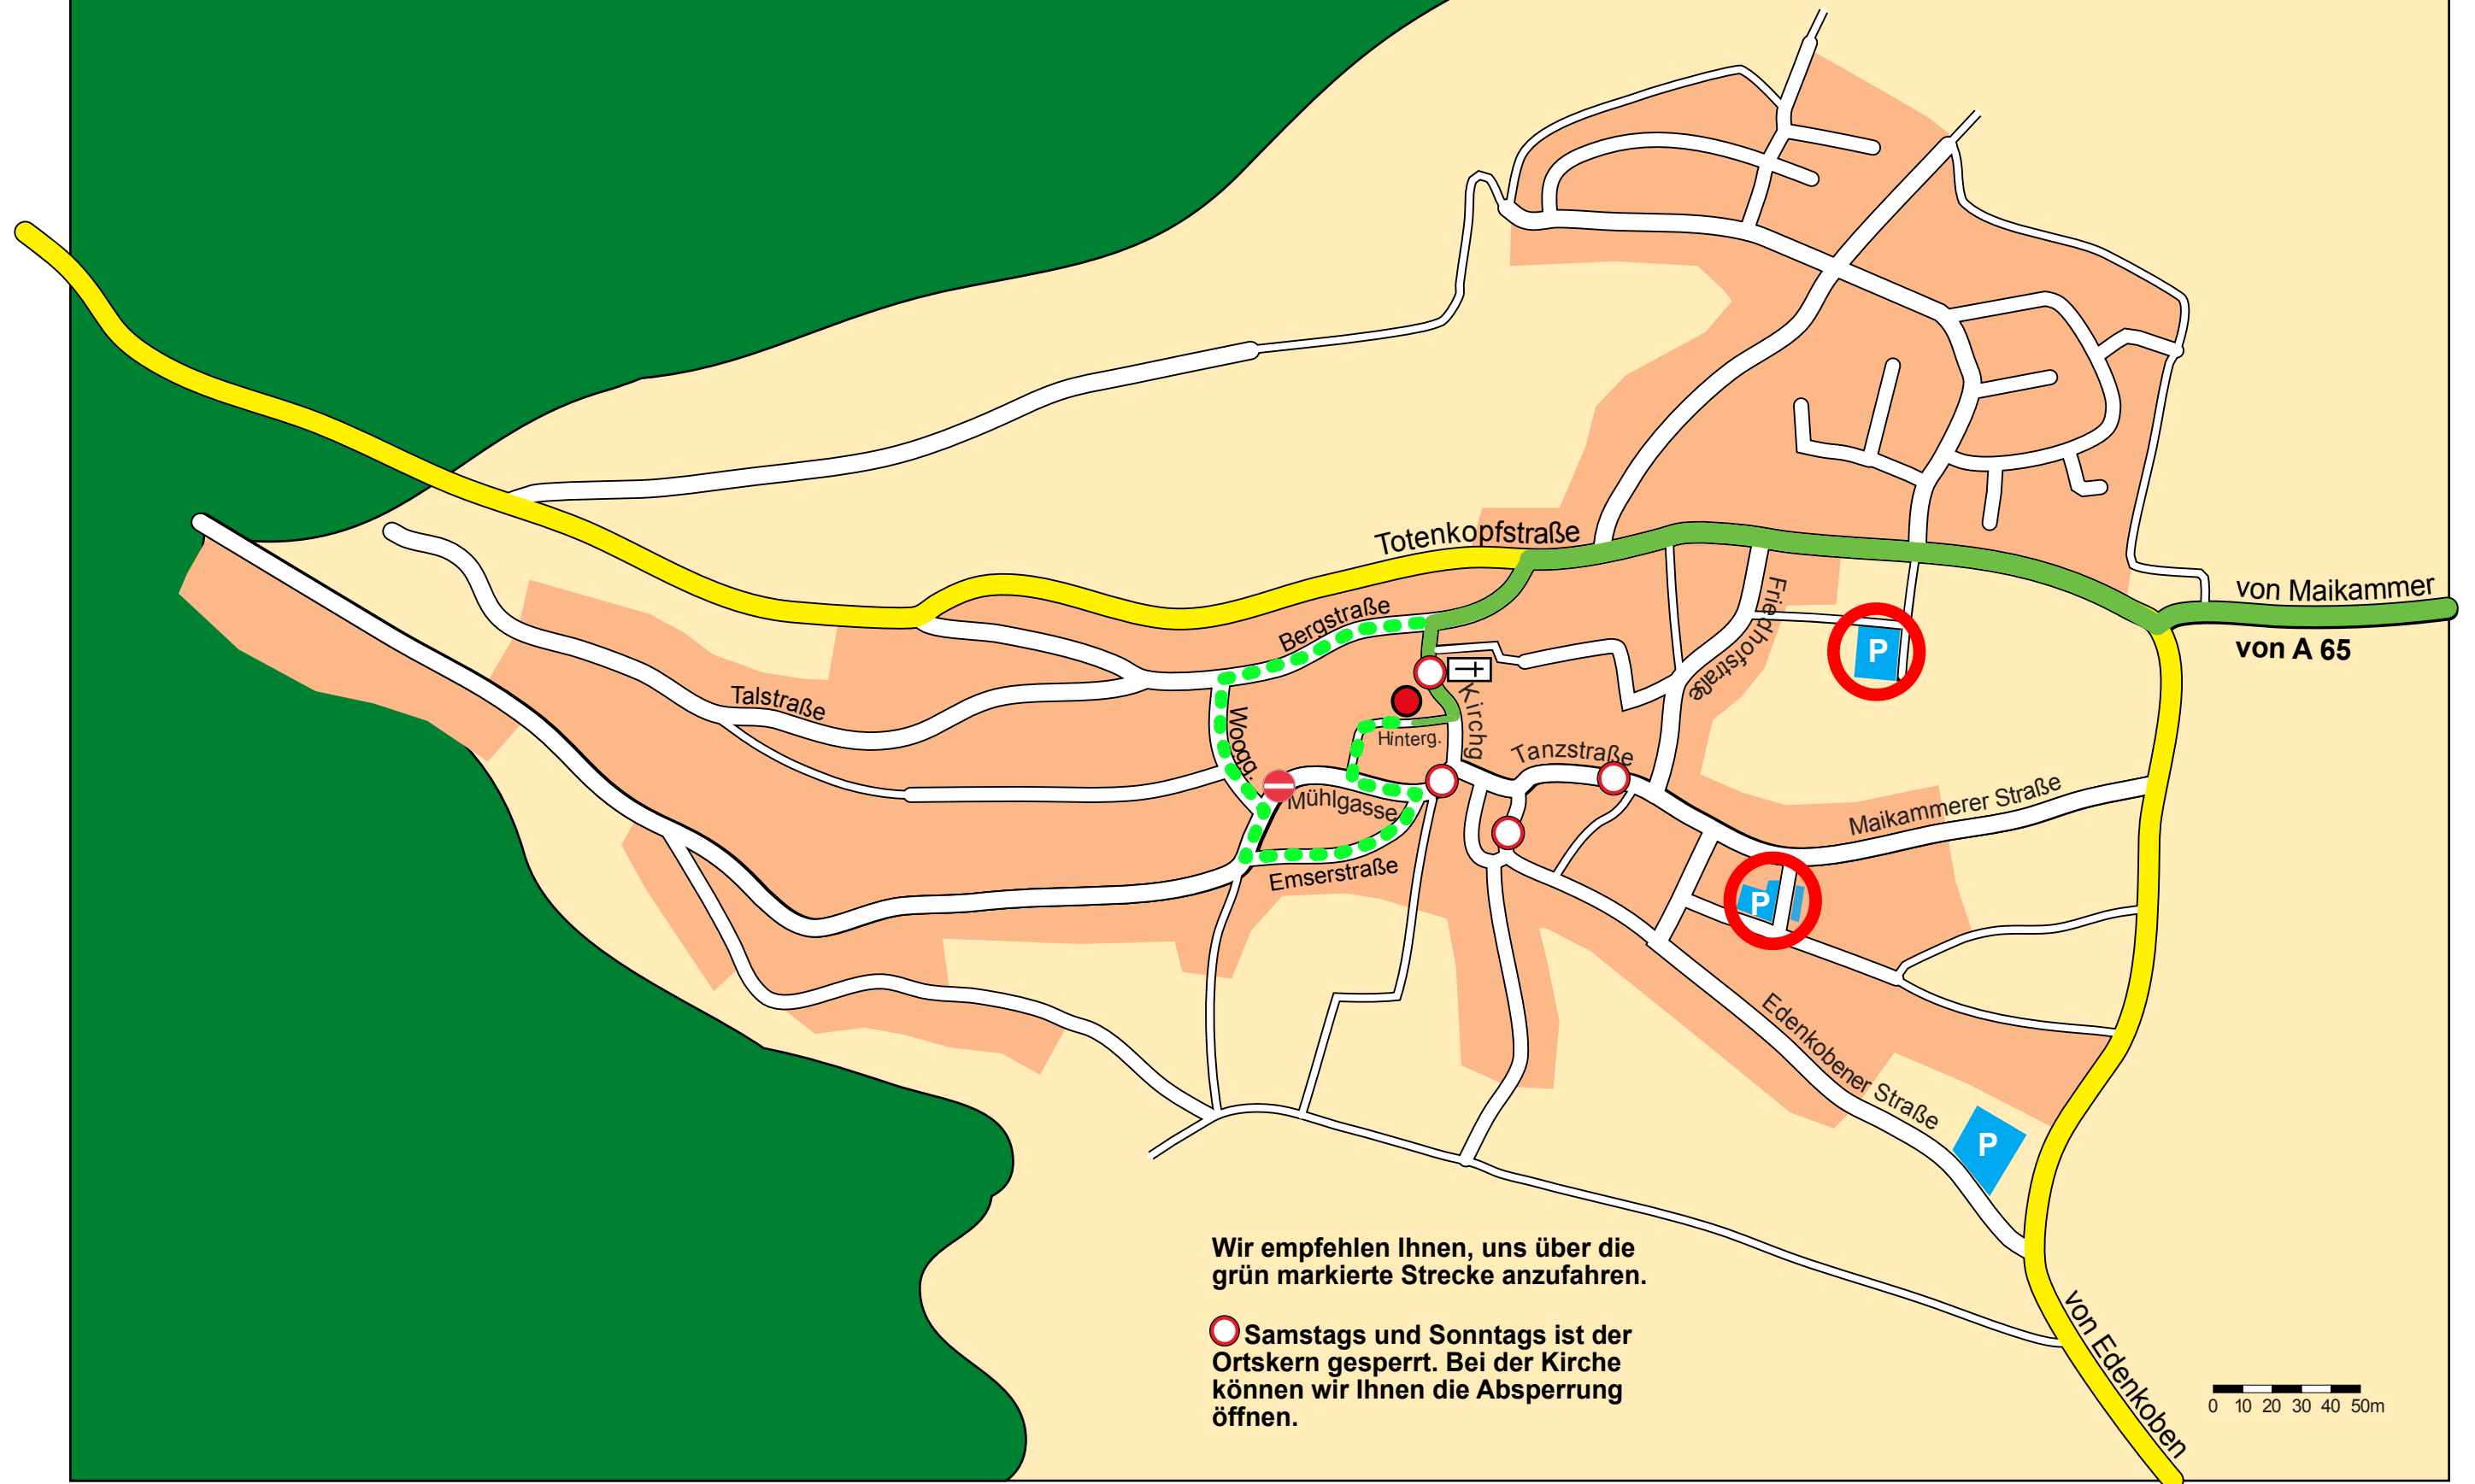 Totenkopfstraße
von Maikammer
von A 65
Bergstraße
Friedhofstraße
P
Talstraße
Woogg.
Kirchg
Hinterg.
Tanzstraße
Mühlgasse
Maikammerer Straße
Emserstraße
P
Edenkobener Straße
P
Wir empfehlen Ihnen, uns über die
grün markierte Strecke anzufahren.
Samstags und Sonntags ist der
Ortskern gesperrt. Bei der Kirche
können wir Ihnen die Absperrung
öffnen.
von Edenkoben
0 10 20 30 40 50m